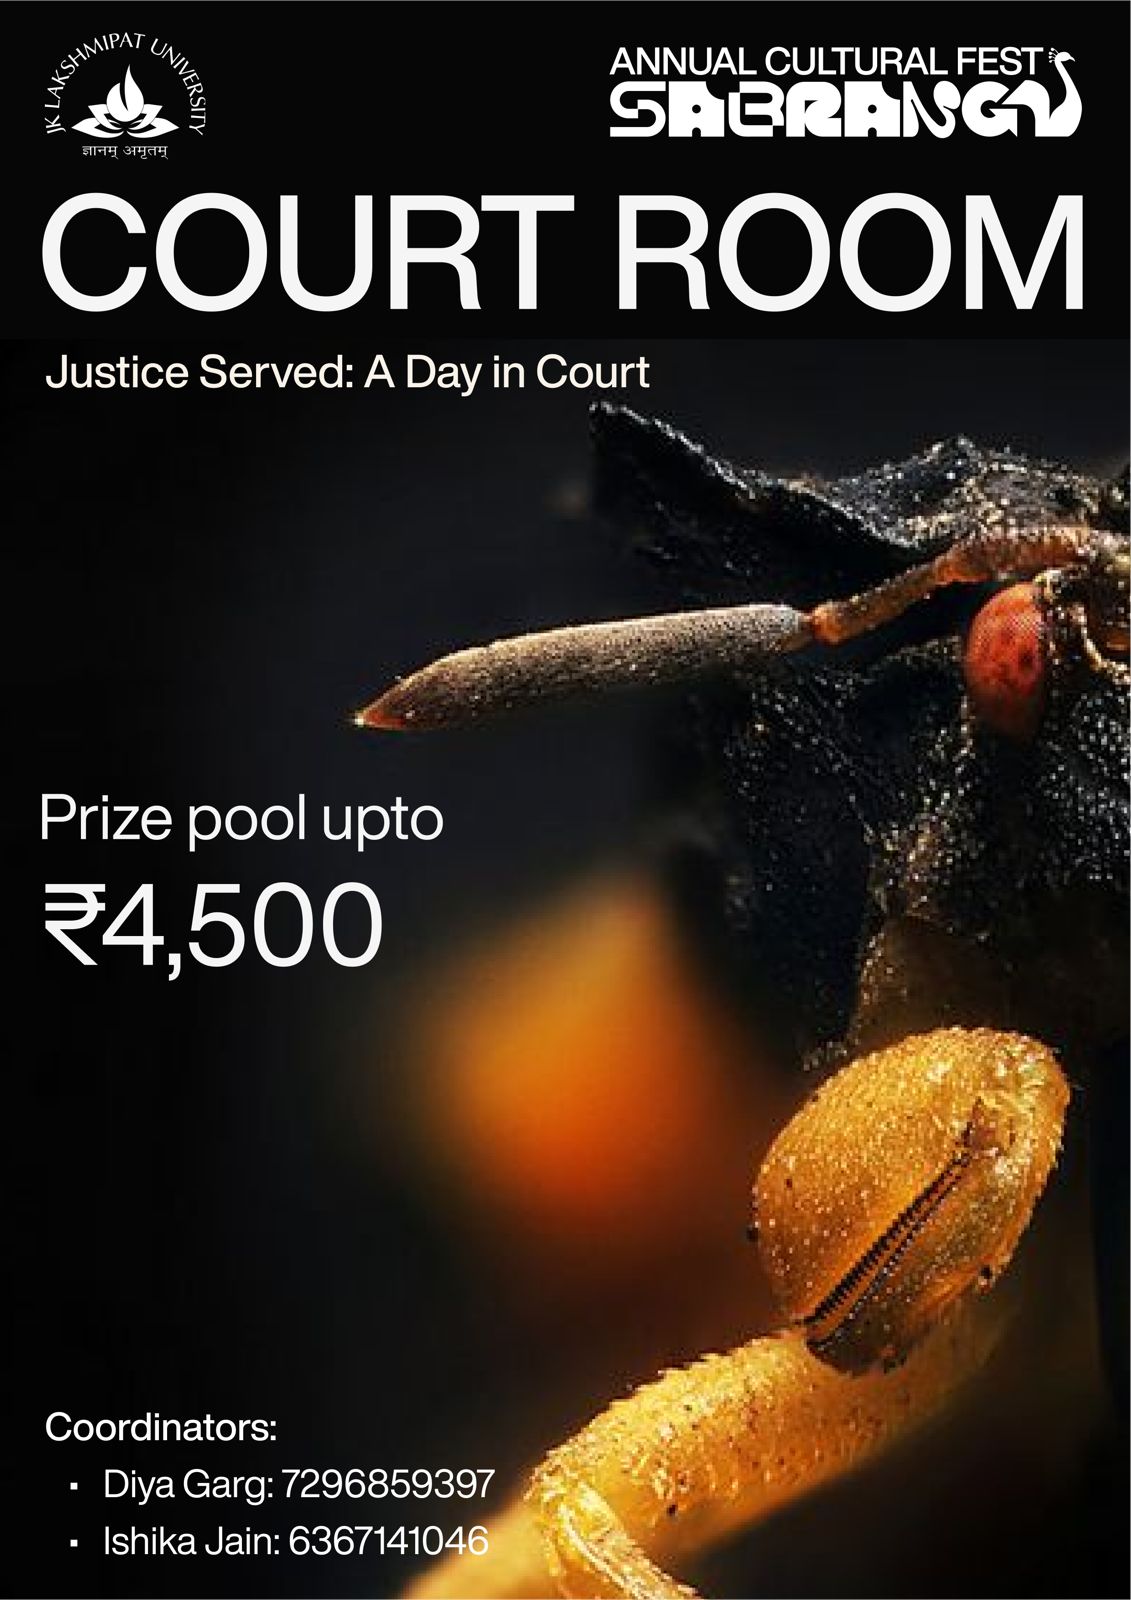 JK LAKSHMIPAT UNIVERSITY
ज्ञानम् अमृतम्
ANNUAL CULTURAL FEST
SABRANG
COURT ROOM
Justice Served: A Day in Court
Prize pool upto
₹4,500
Coordinators:
▪ Diya Garg: 7296859397
▪ Ishika Jain: 6367141046